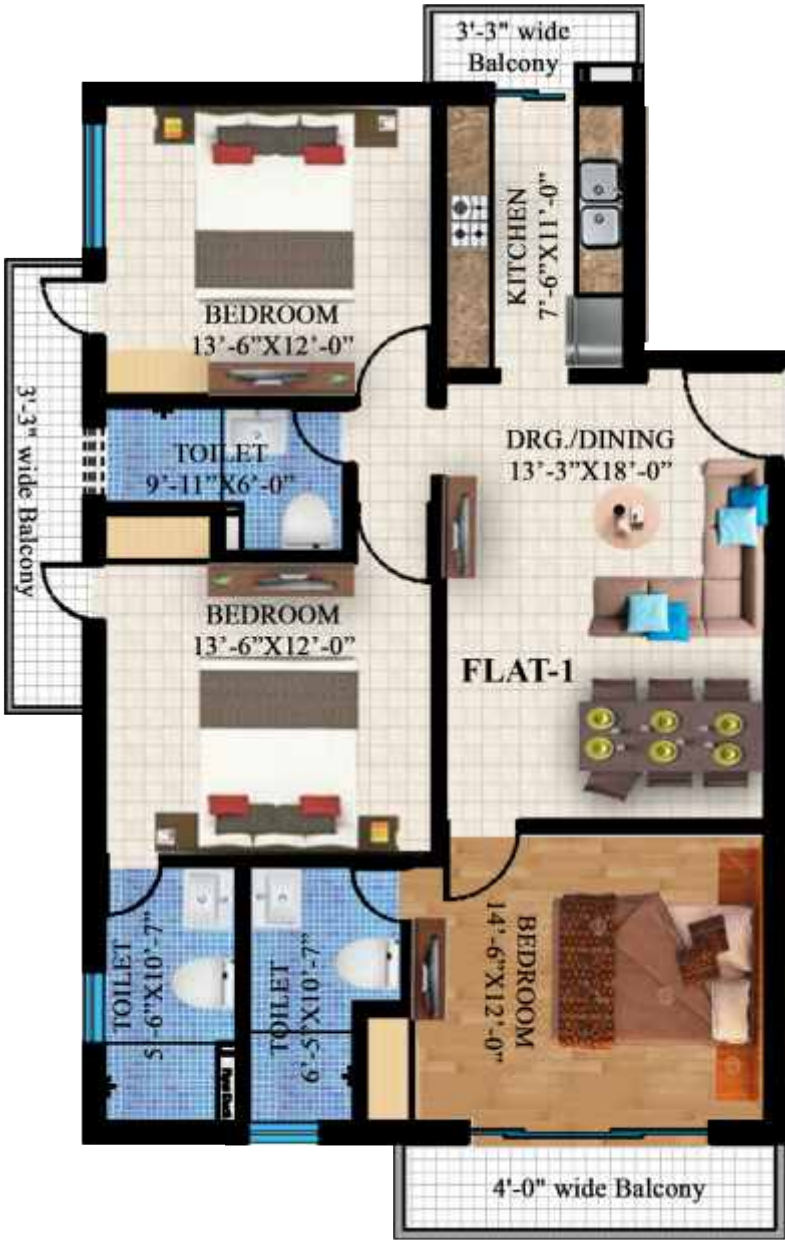 3'-3" wide
Balcony
KITCHEN
7'-6"X11'-0"
BEDROOM
13'-6"X12'-0"
3'-3" wide Balcony
TOILET
9'-11"X6'-0"
DRG./DINING
13'-3"X18'-0"
BEDROOM
13'-6"X12'-0"
FLAT-1
TOILET
5'-6"X10'-7"
TOILET
6'-5"X10'-7"
BEDROOM
14'-6"X12'-0"
4'-0" wide Balcony